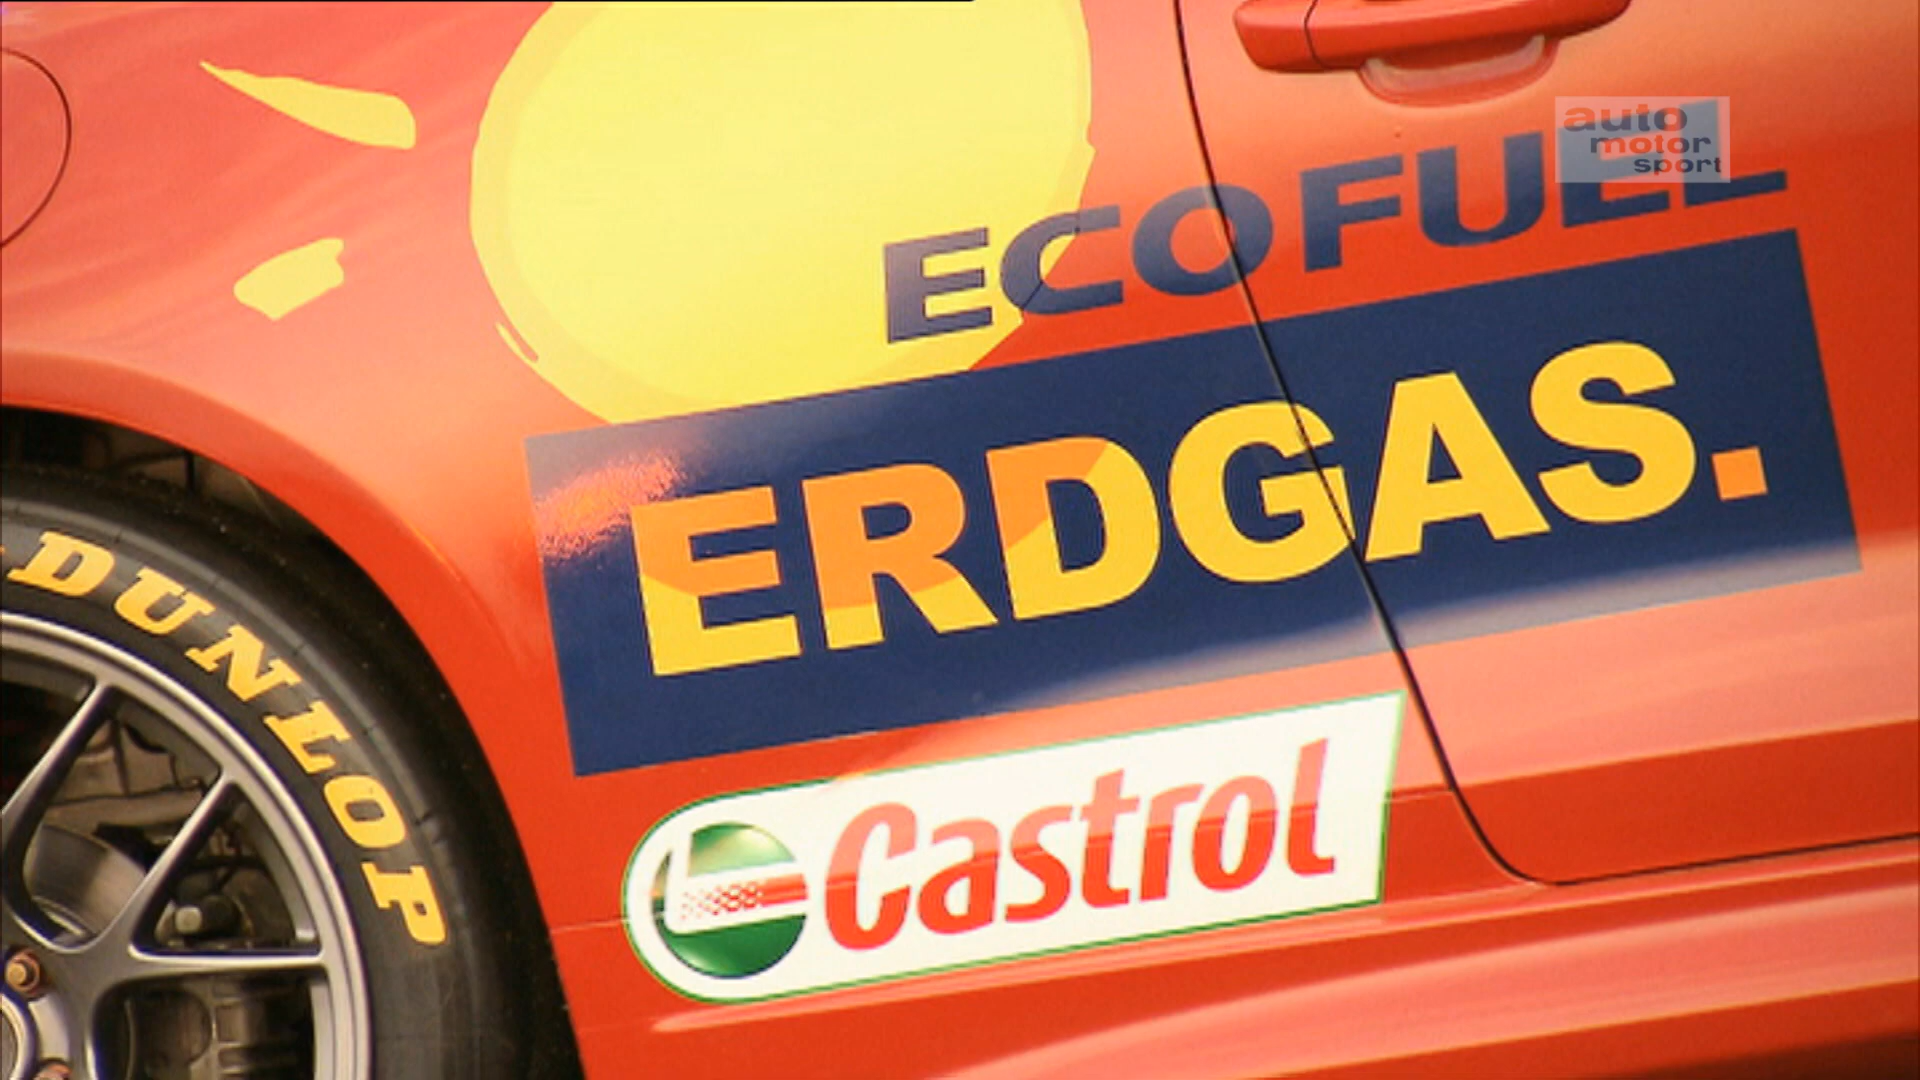 auto
motor
sport
ECOFUEL
ERDGAS.
DUNLOP
Castrol